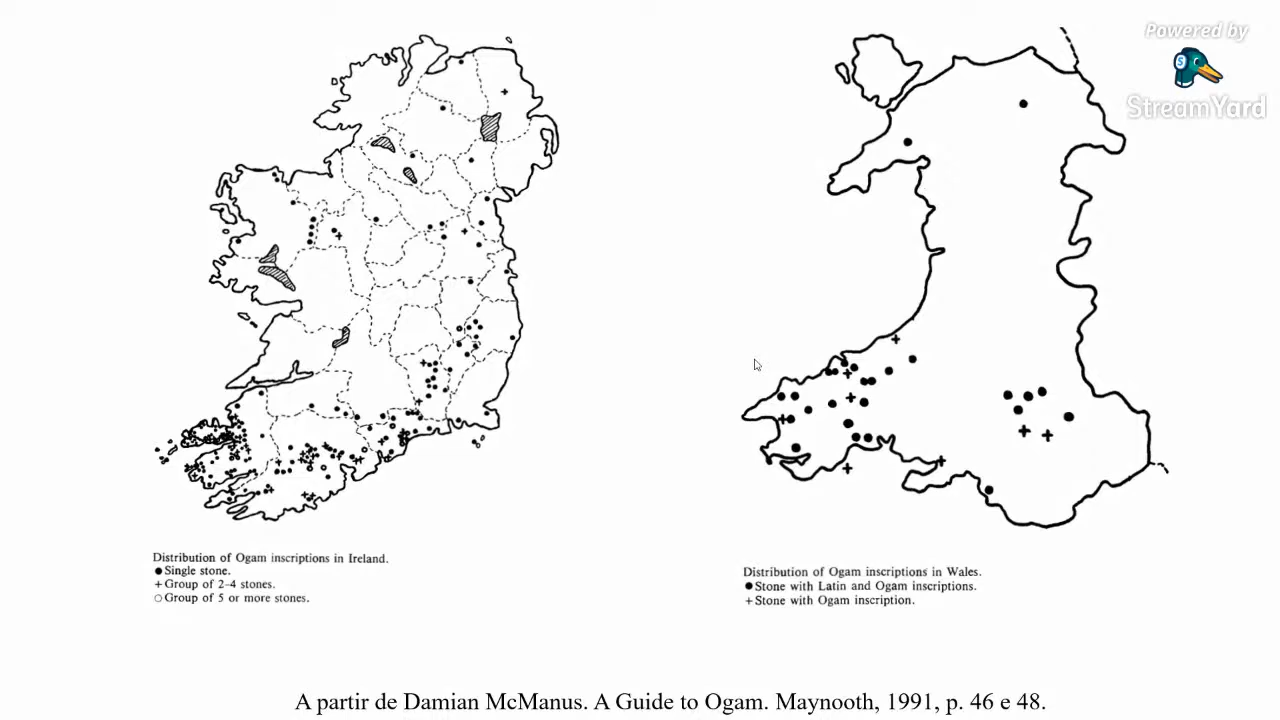 Powered by
StreamYard
Distribution of Ogam inscriptions in Ireland.
● Single stone.
+ Group of 2–4 stones.
○ Group of 5 or more stones.
Distribution of Ogam inscriptions in Wales.
● Stone with Latin and Ogam inscriptions.
+ Stone with Ogam inscription.
A partir de Damian McManus. A Guide to Ogam. Maynooth, 1991, p. 46 e 48.